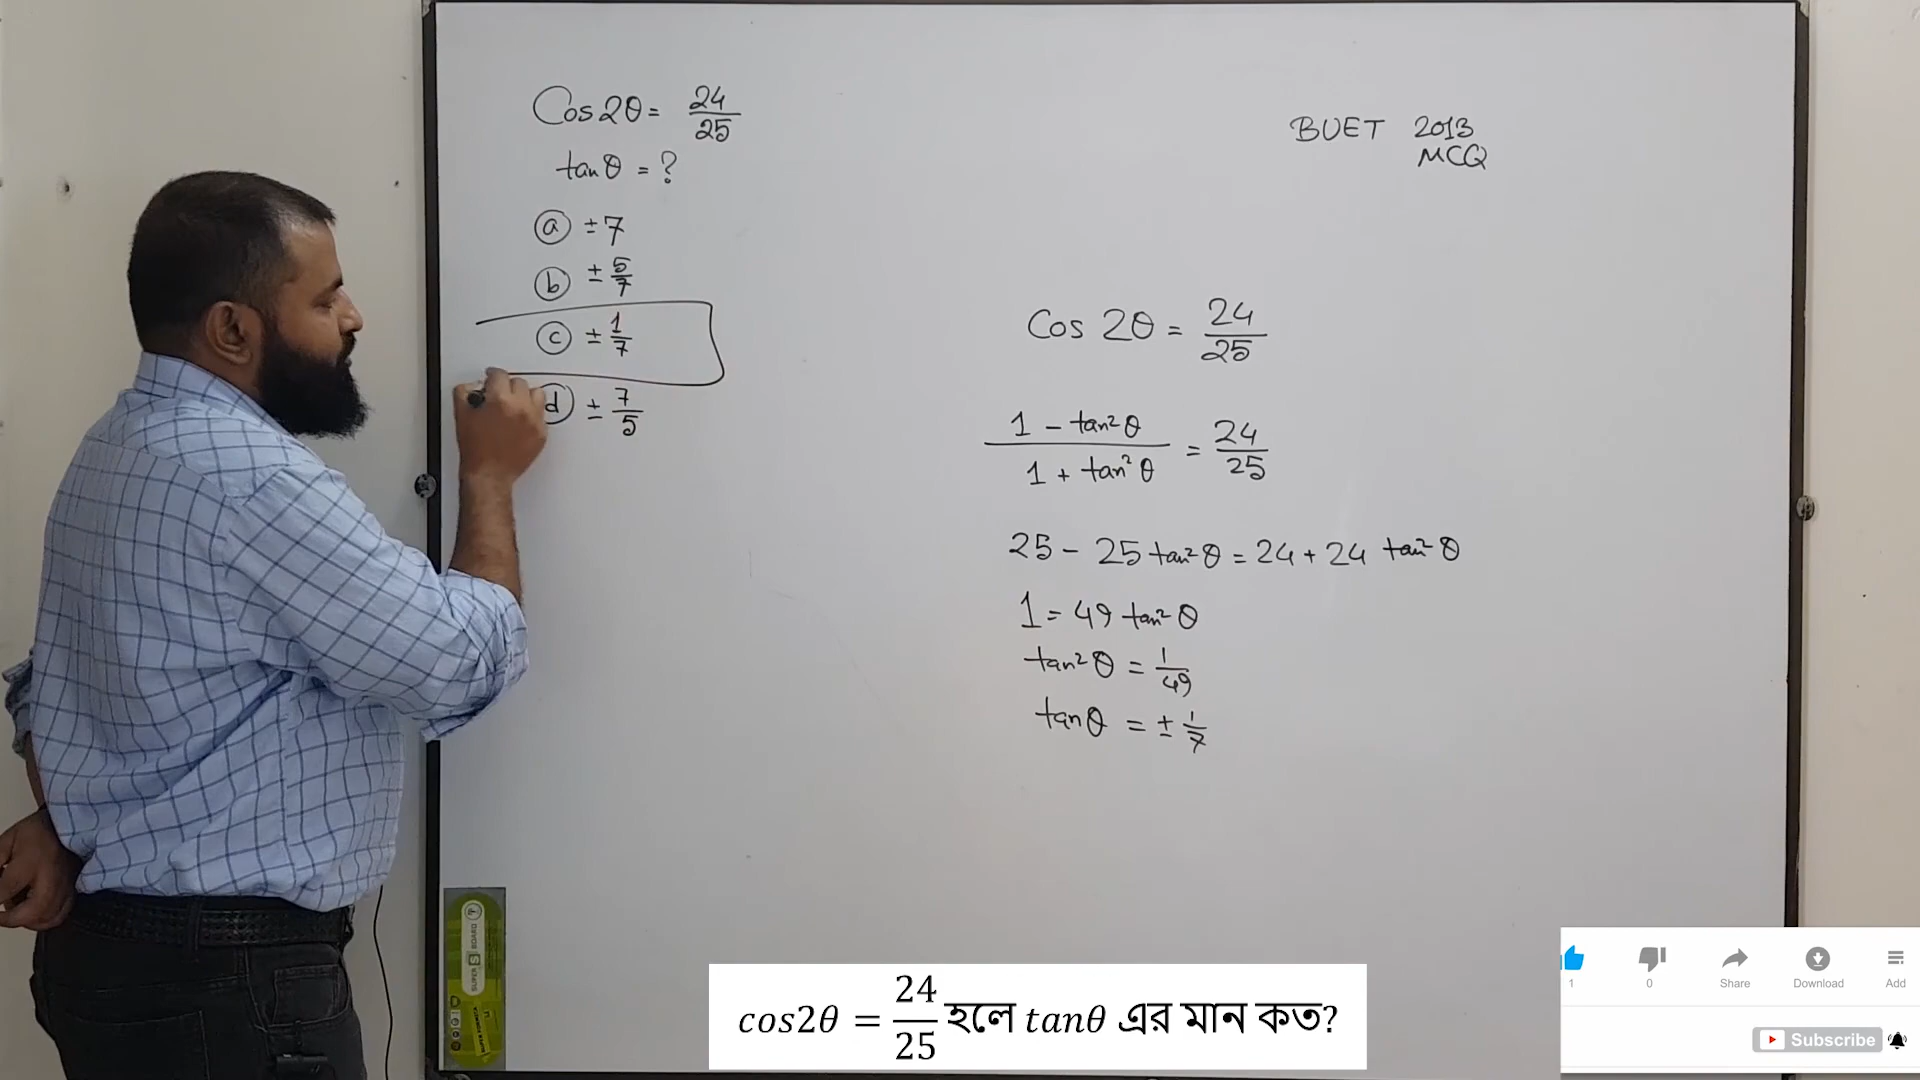 Cos2θ = 24/25
tanθ = ?
a ±7
b ±5/7
c ±1/7
d ±7/5
BUET 2013
MCQ
Cos 2θ = 24/25
1 - tan²θ / 1 + tan²θ = 24/25
25 - 25 tan²θ = 24 + 24 tan²θ
1 = 49 tan²θ
tan²θ = 1/49
tanθ = ± 1/7
cos2θ = 24/25 হলে tanθ এর মান কত?
1 0 Share Download Add
Subscribe